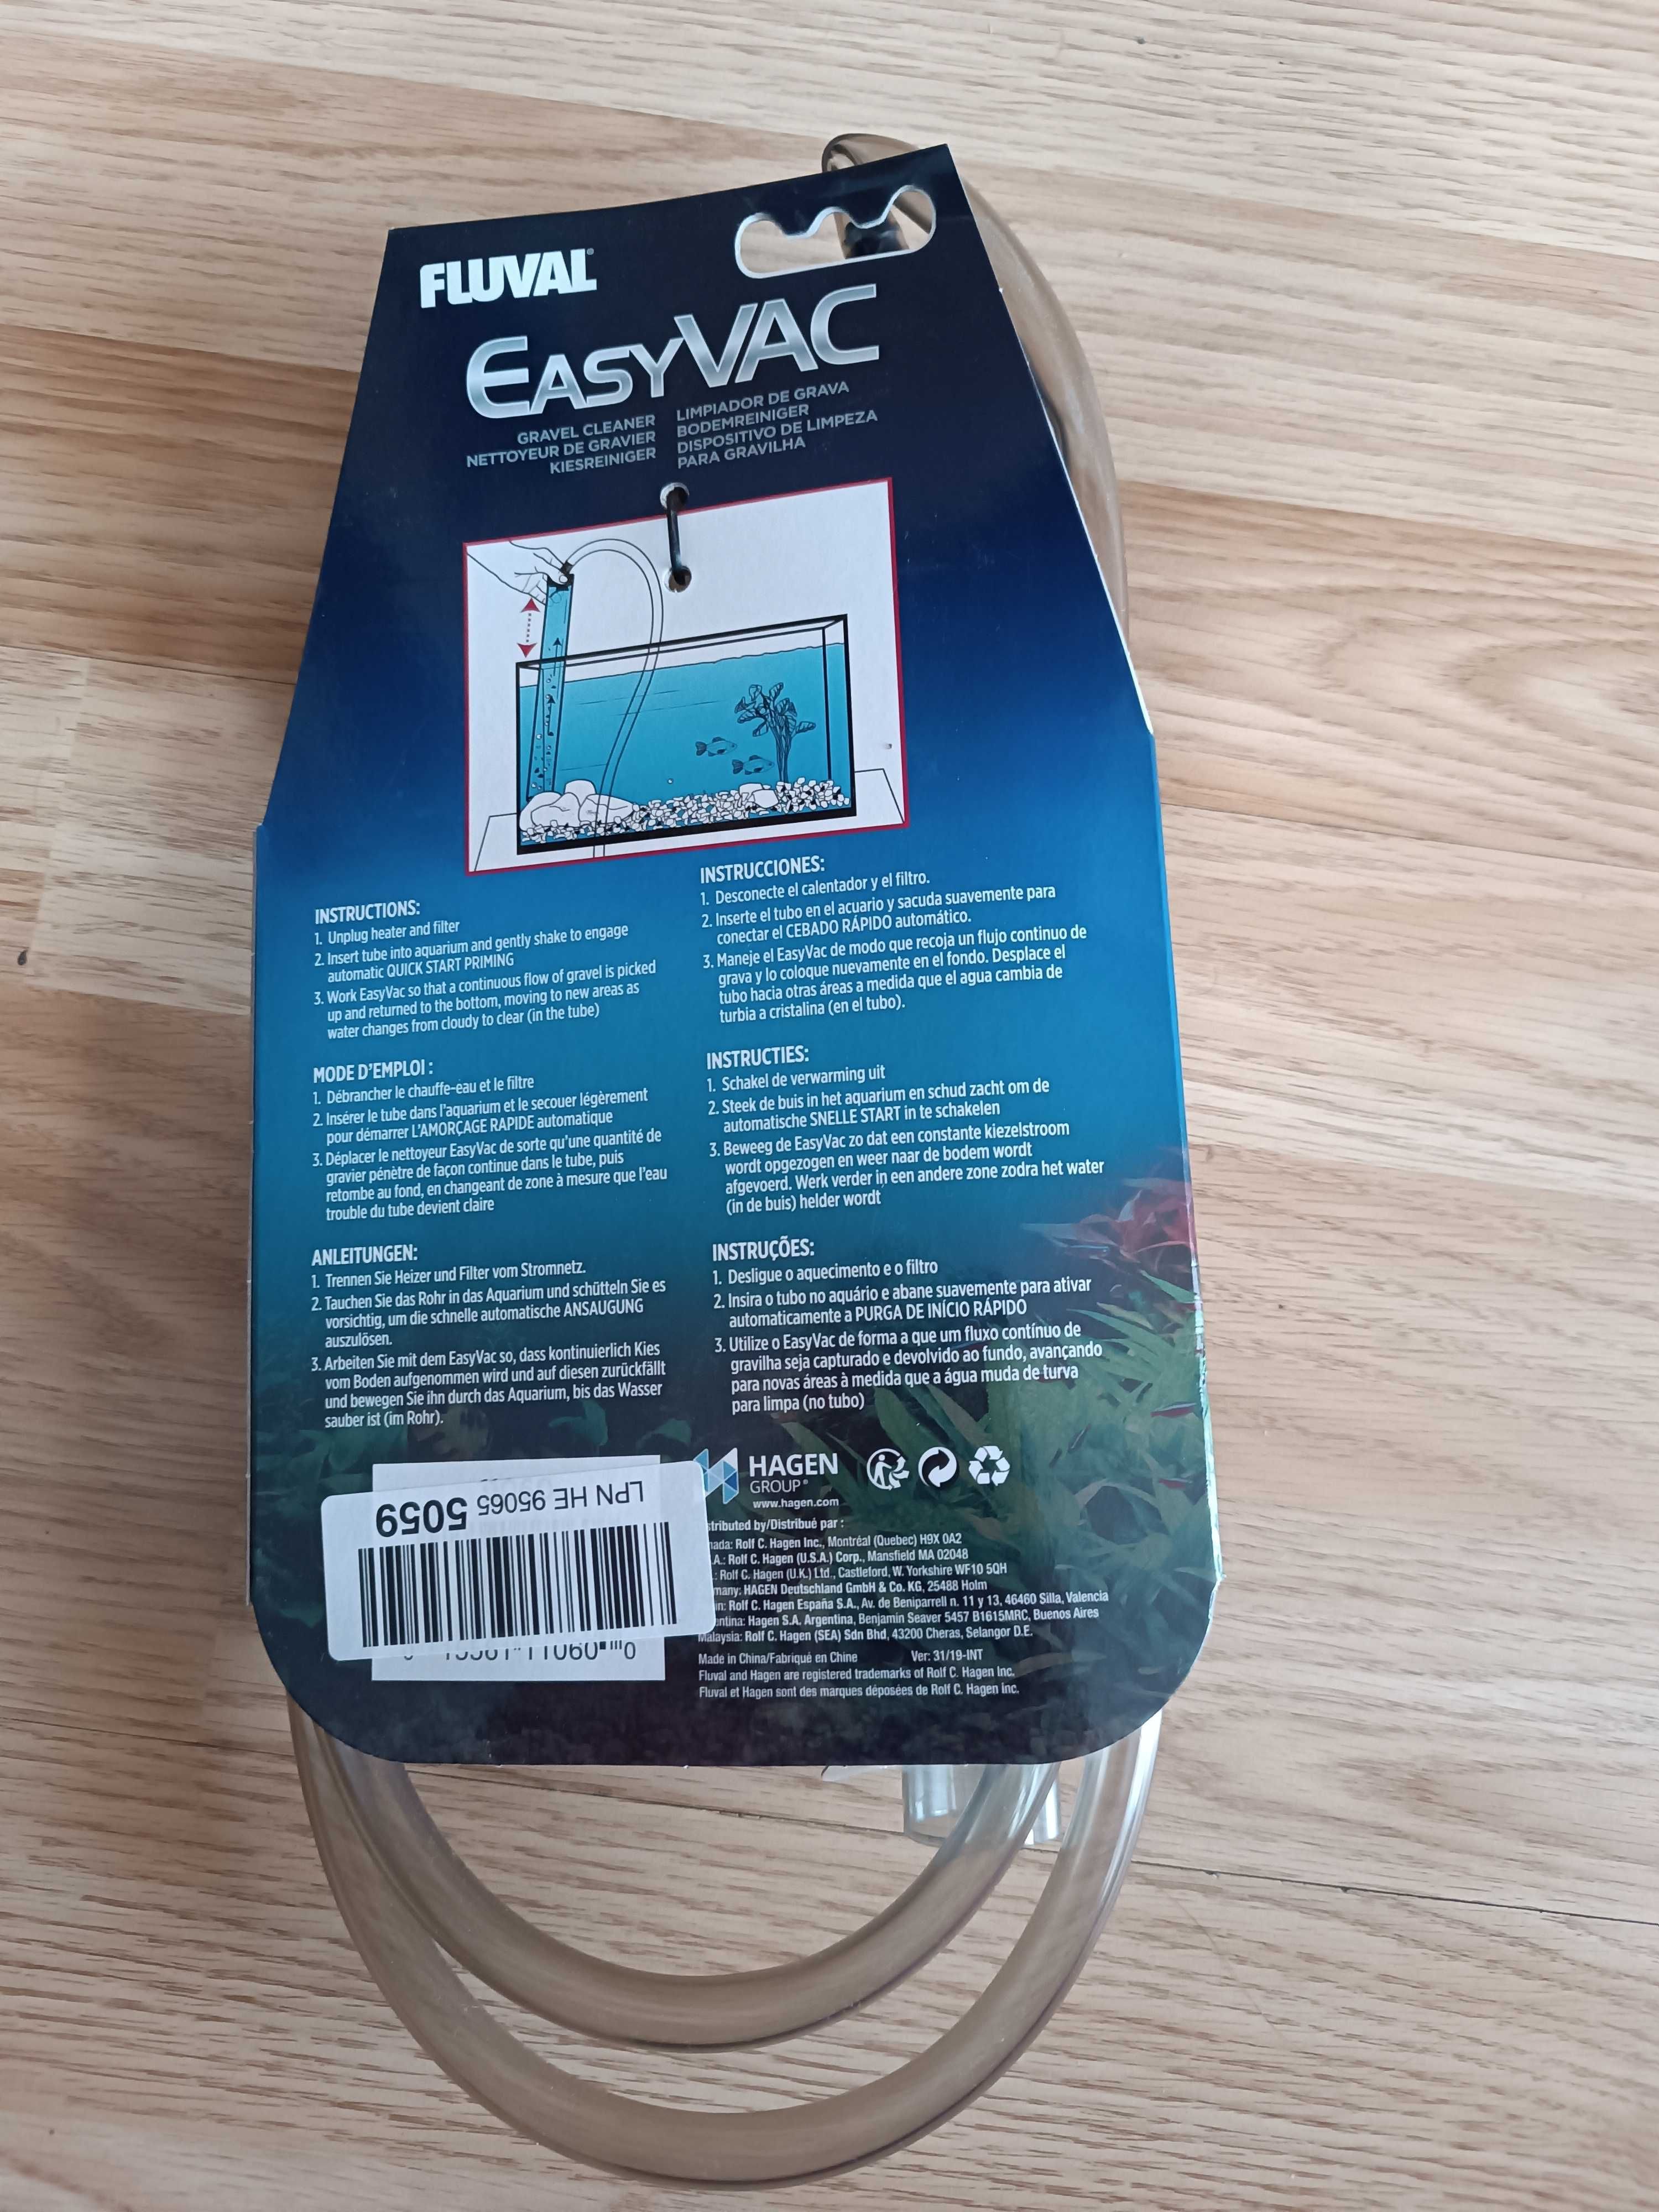 FLUVAL®
EASYVAC
GRAVEL CLEANER
NETTOYEUR DE GRAVIER
KIESREINIGER
LIMPIADOR DE GRAVA
BODEMREINIGER
DISPOSITIVO DE LIMPEZA
PARA GRAVILHA
INSTRUCTIONS:
1. Unplug heater and filter
2. Insert tube into aquarium and gently shake to engage
automatic QUICK START PRIMING
3. Work EasyVac so that a continuous flow of gravel is picked
up and returned to the bottom, moving to new areas as
water changes from cloudy to clear (in the tube)
MODE D'EMPLOI :
1. Débrancher le chauffe-eau et le filtre
2. Insérer le tube dans l'aquarium et le secouer légèrement
pour démarrer L'AMORÇAGE RAPIDE automatique
3. Déplacer le nettoyeur EasyVac de sorte qu'une quantité de
gravier pénètre de façon continue dans le tube, puis
retombe au fond, en changeant de zone à mesure que l'eau
trouble du tube devient claire
ANLEITUNGEN:
1. Trennen Sie Heizer und Filter vom Stromnetz.
2. Tauchen Sie das Rohr in das Aquarium und schütteln Sie es
vorsichtig, um die schnelle automatische ANSAUGUNG
auszulösen.
3. Arbeiten Sie mit dem EasyVac so, dass kontinuierlich Kies
vom Boden aufgenommen wird und auf diesen zurückfällt
und bewegen Sie ihn durch das Aquarium, bis das Wasser
sauber ist (im Rohr).
INSTRUCCIONES:
1. Desconecte el calentador y el filtro.
2. Inserte el tubo en el acuario y sacuda suavemente para
conectar el CEBADO RÁPIDO automático.
3. Maneje el EasyVac de modo que recoja un flujo continuo de
grava y lo coloque nuevamente en el fondo. Desplace el
tubo hacia otras áreas a medida que el agua cambia de
turbia a cristalina (en el tubo).
INSTRUCTIES:
1. Schakel de verwarming uit
2. Steek de buis in het aquarium en schud zacht om de
automatische SNELLE START in te schakelen
3. Beweeg de EasyVac zo dat een constante kiezelstroom
wordt opgezogen en weer naar de bodem wordt
afgevoerd. Werk verder in een andere zone zodra het water
(in de buis) helder wordt
INSTRUÇÕES:
1. Desligue o aquecimento e o filtro
2. Insira o tubo no aquário e abane suavemente para ativar
automaticamente a PURGA DE INÍCIO RÁPIDO
3. Utilize o EasyVac de forma a que um fluxo contínuo de
gravilha seja capturado e devolvido ao fundo, avançando
para novas áreas à medida que a água muda de turva
para limpa (no tubo)
LPN HE 95065 5059
HAGEN
GROUP®
www.hagen.com
stributed by/Distribué par :
nada: Rolf C. Hagen Inc., Montréal (Quebec) H9X 0A2
.A.: Rolf C. Hagen (U.S.A.) Corp., Mansfield MA 02048
.: Rolf C. Hagen (U.K.) Ltd., Castleford, W. Yorkshire WF10 5QH
many: HAGEN Deutschland GmbH & Co. KG, 25488 Holm
in: Rolf C. Hagen España S.A., Av. de Beniparrell n. 11 y 13, 46460 Silla, Valencia
entina: Hagen S.A. Argentina, Benjamin Seaver 5457 B1615MRC, Buenos Aires
Malaysia: Rolf C. Hagen (SEA) Sdn Bhd, 43200 Cheras, Selangor D.E.
Made in China/Fabriqué en Chine Ver: 31/19-INT
Fluval and Hagen are registered trademarks of Rolf C. Hagen Inc.
Fluval et Hagen sont des marques déposées de Rolf C. Hagen Inc.